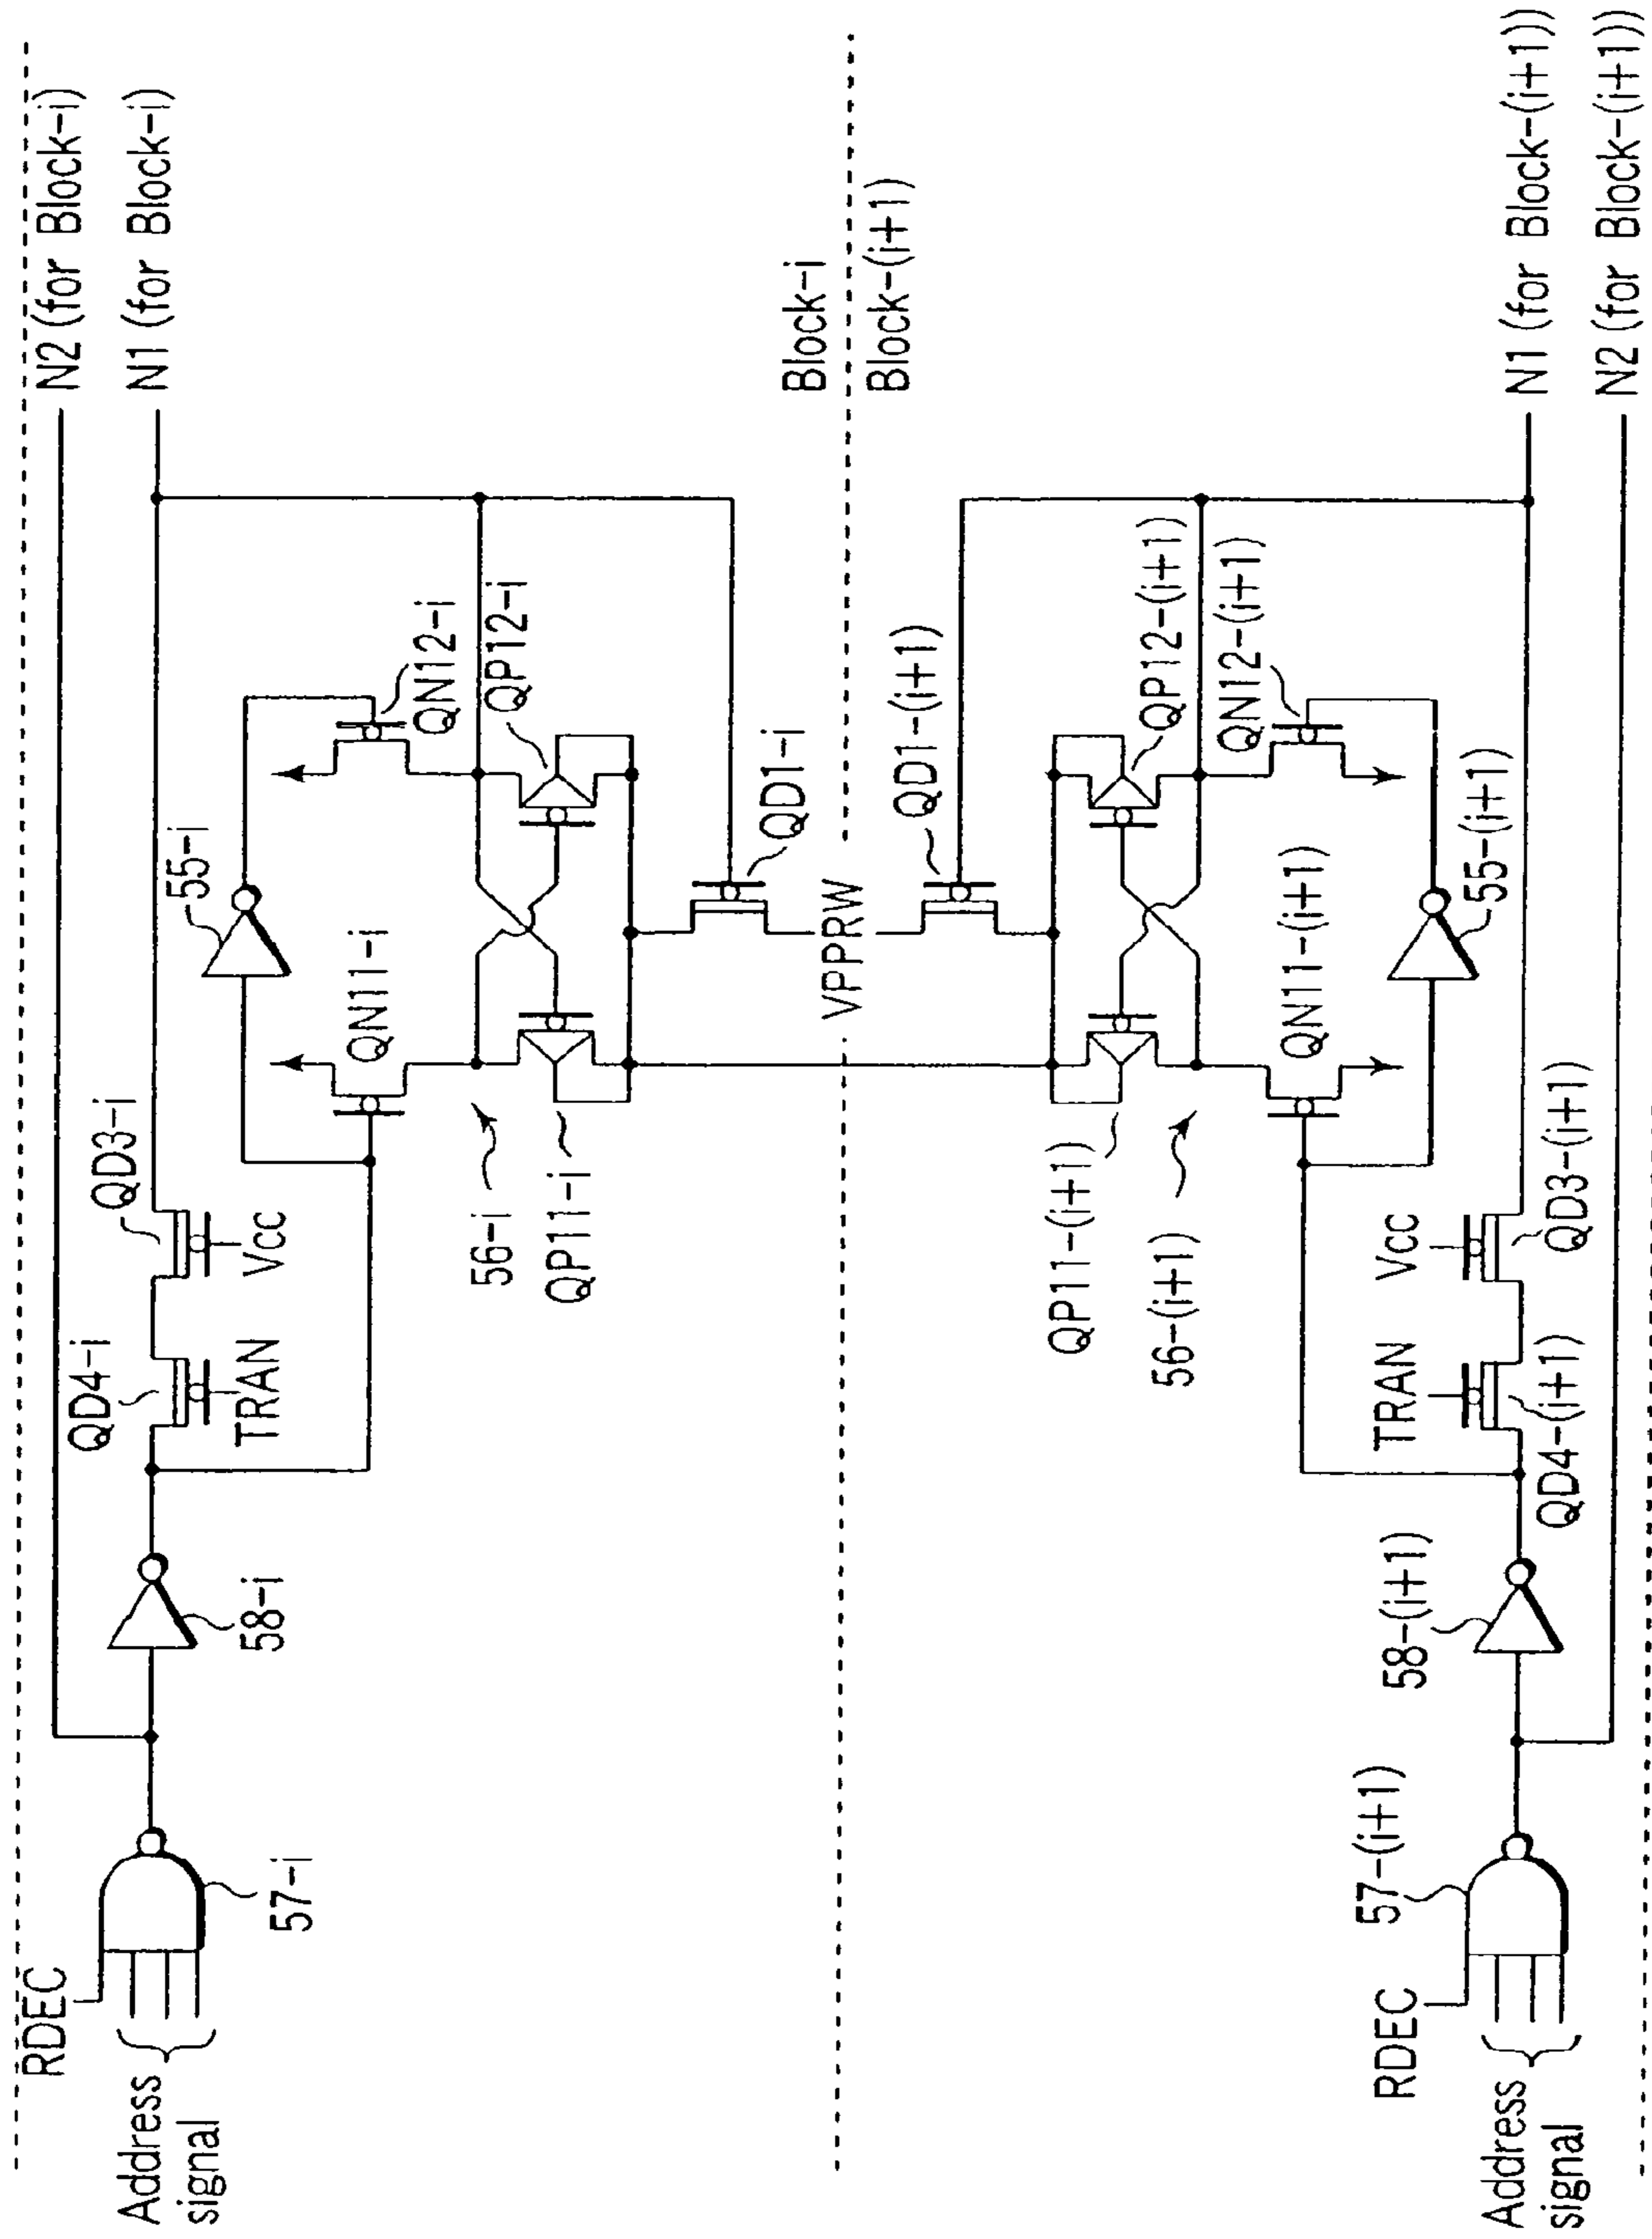 N2 (for Block-i)
N1 (for Block-i)
RDEC
Address
signal
57-i
58-i
QD4-i
TRAN
QD3-i
Vcc
55-i
QN11-i
QN12-i
56-i
QP11-i
QP12-i
QD1-i
Block-i
VPPRW
Block-(i+1)
QD1-(i+1)
QP11-(i+1)
QP12-(i+1)
56-(i+1)
QN11-(i+1)
QN12-(i+1)
55-(i+1)
Vcc
QD3-(i+1)
TRAN
QD4-(i+1)
58-(i+1)
57-(i+1)
RDEC
Address
signal
N1 (for Block-(i+1))
N2 (for Block-(i+1))